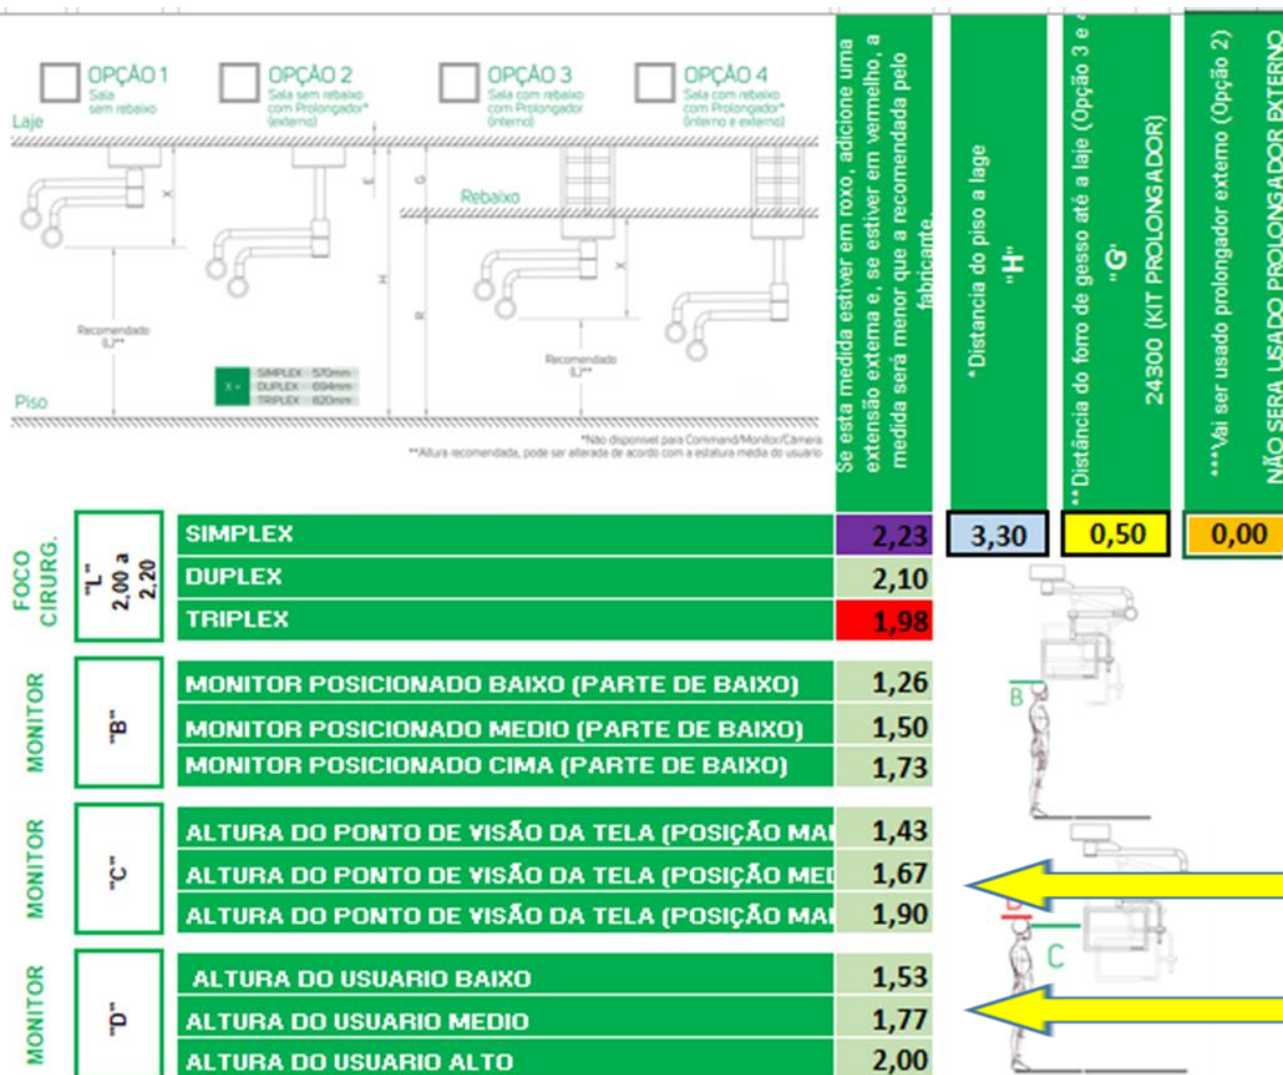 OPÇÃO 1
Sala
sem rebaixo
OPÇÃO 2
Sala sem rebaixo
com Prolongador*
(externo)
OPÇÃO 3
Sala com rebaixo
com Prolongador
(interno)
OPÇÃO 4
Sala com rebaixo
com Prolongador*
(interno e externo)
Laje
X
E
G
Rebaixo
X
H
R
Recomendado
(L)**
Recomendado
(L)**
X =
SIMPLEX 570mm
DUPLEX 694mm
TRIPLEX 820mm
Piso
*Não disponível para Command/Monitor/Câmera
**Altura recomendada, pode ser alterada de acordo com a estatura média do usuário
Se esta medida estiver em roxo, adicione uma
extensão externa e, se estiver em vermelho, a
medida será menor que a recomendada pelo
fabricante.
*Distancia do piso a lage
"H"
**Distância do forro de gesso até a laje (Opção 3 e 4
"G"
24300 (KIT PROLONGADOR)
***Vai ser usado prolongador externo (Opção 2)
NÃO SERA USADO PROLONGADOR EXTERNO
FOCO
CIRURG.
"L"
2,00 a
2,20
SIMPLEX 2,23 3,30 0,50 0,00
DUPLEX 2,10
TRIPLEX 1,98
MONITOR
"B"
MONITOR POSICIONADO BAIXO (PARTE DE BAIXO) 1,26
MONITOR POSICIONADO MEDIO (PARTE DE BAIXO) 1,50
MONITOR POSICIONADO CIMA (PARTE DE BAIXO) 1,73
B
MONITOR
"C"
ALTURA DO PONTO DE VISÃO DA TELA (POSIÇÃO MAI 1,43
ALTURA DO PONTO DE VISÃO DA TELA (POSIÇÃO MED 1,67
ALTURA DO PONTO DE VISÃO DA TELA (POSIÇÃO MAI 1,90
D
C
MONITOR
"D"
ALTURA DO USUARIO BAIXO 1,53
ALTURA DO USUARIO MEDIO 1,77
ALTURA DO USUARIO ALTO 2,00